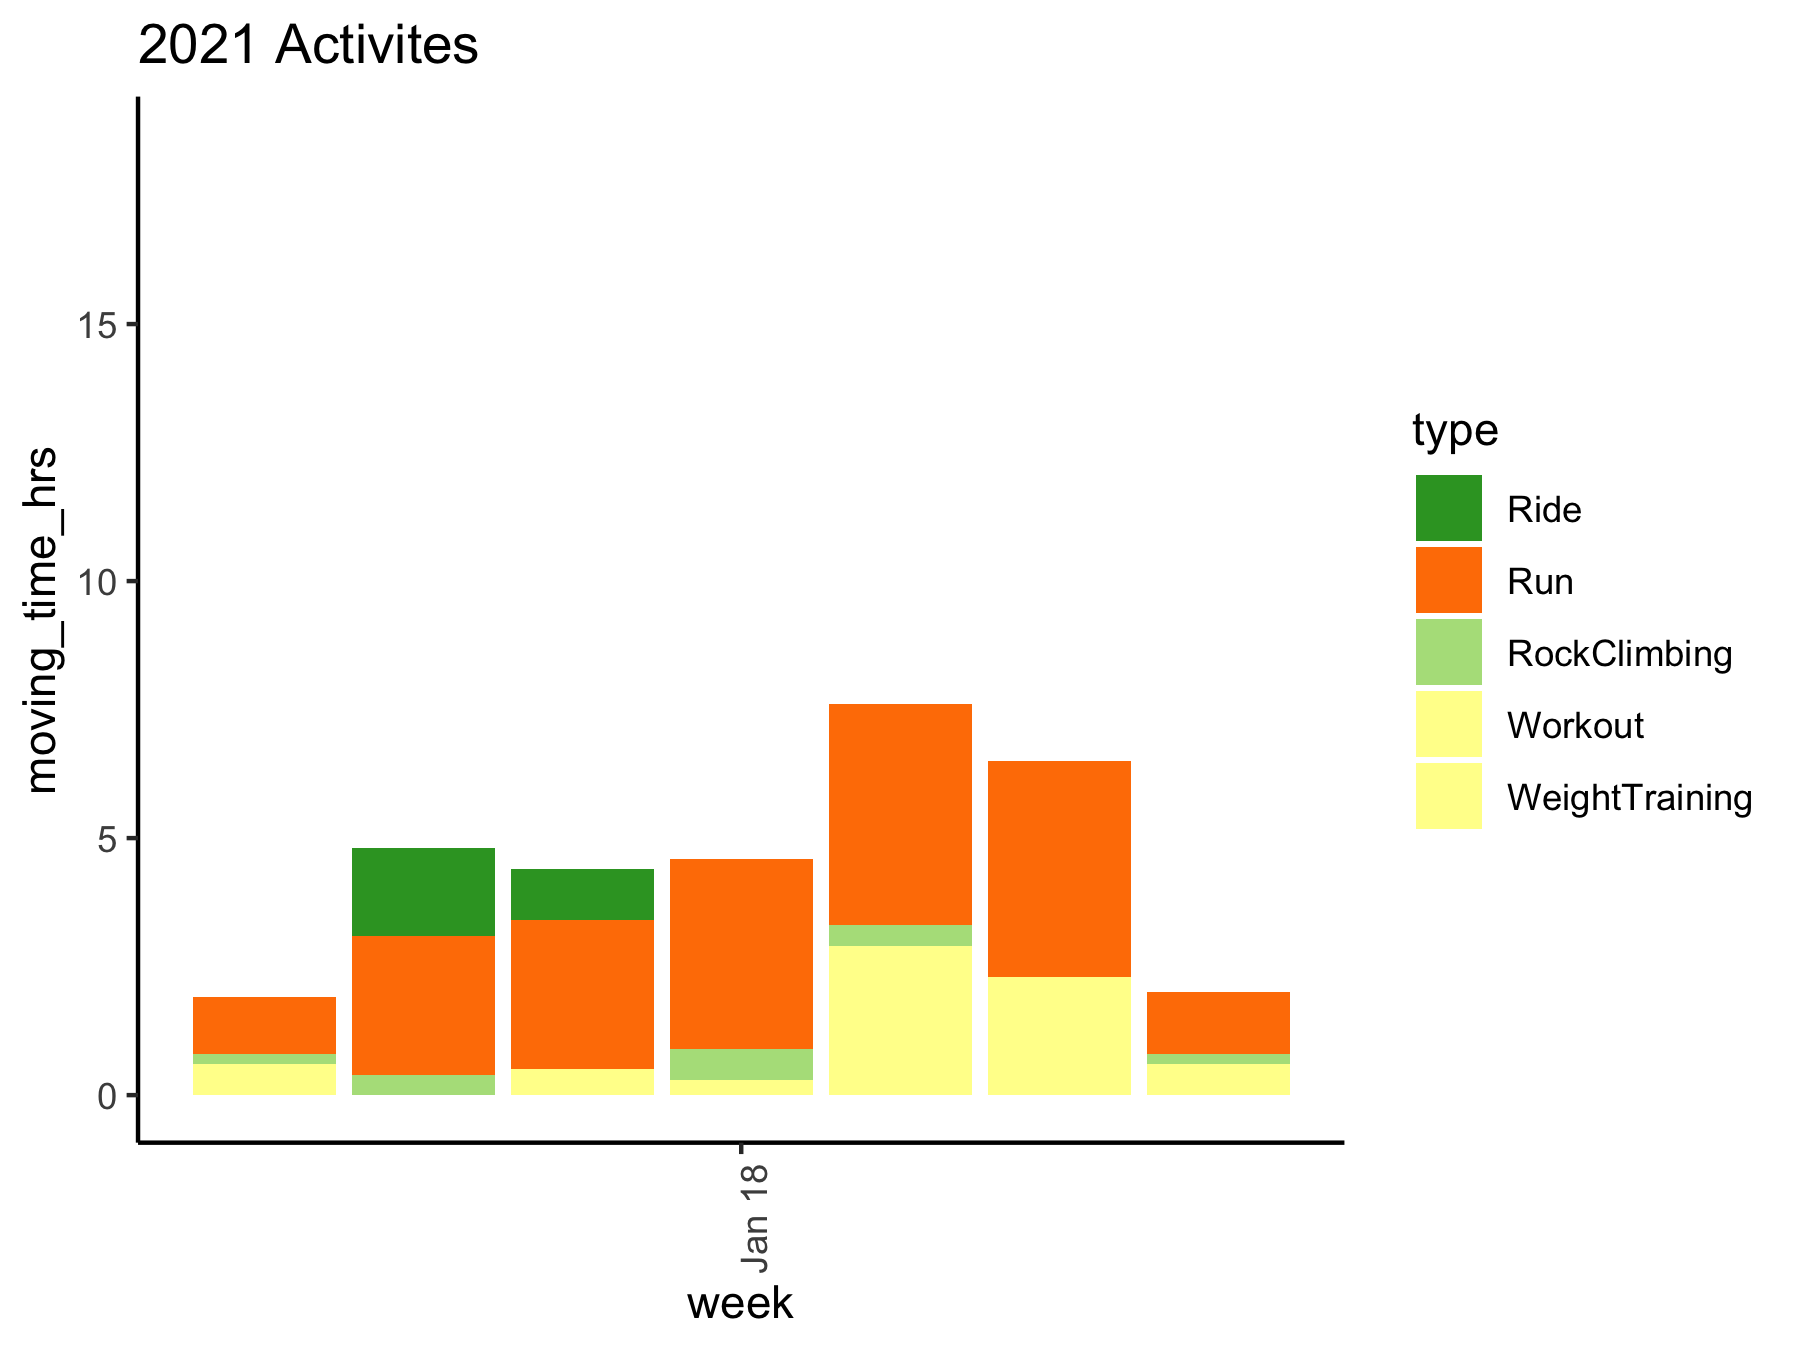 2021 Activites
moving_time_hrs
15
10
5
0
Jan 18
week
type
Ride
Run
RockClimbing
Workout
WeightTraining